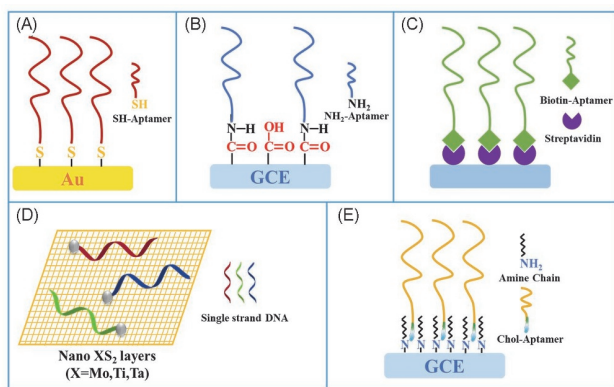 (A)
SH
SH-Aptamer
S S S
Au
(B)
NH₂
NH₂-Aptamer
OH
N-H C N-H
C=O O C=O
GCE
(C)
Biotin-Aptamer
Streptavidin
(D)
Single strand DNA
Nano XS₂ layers
(X=Mo,Ti,Ta)
(E)
NH₂
Amine Chain
Chol-Aptamer
N N N N N N
GCE